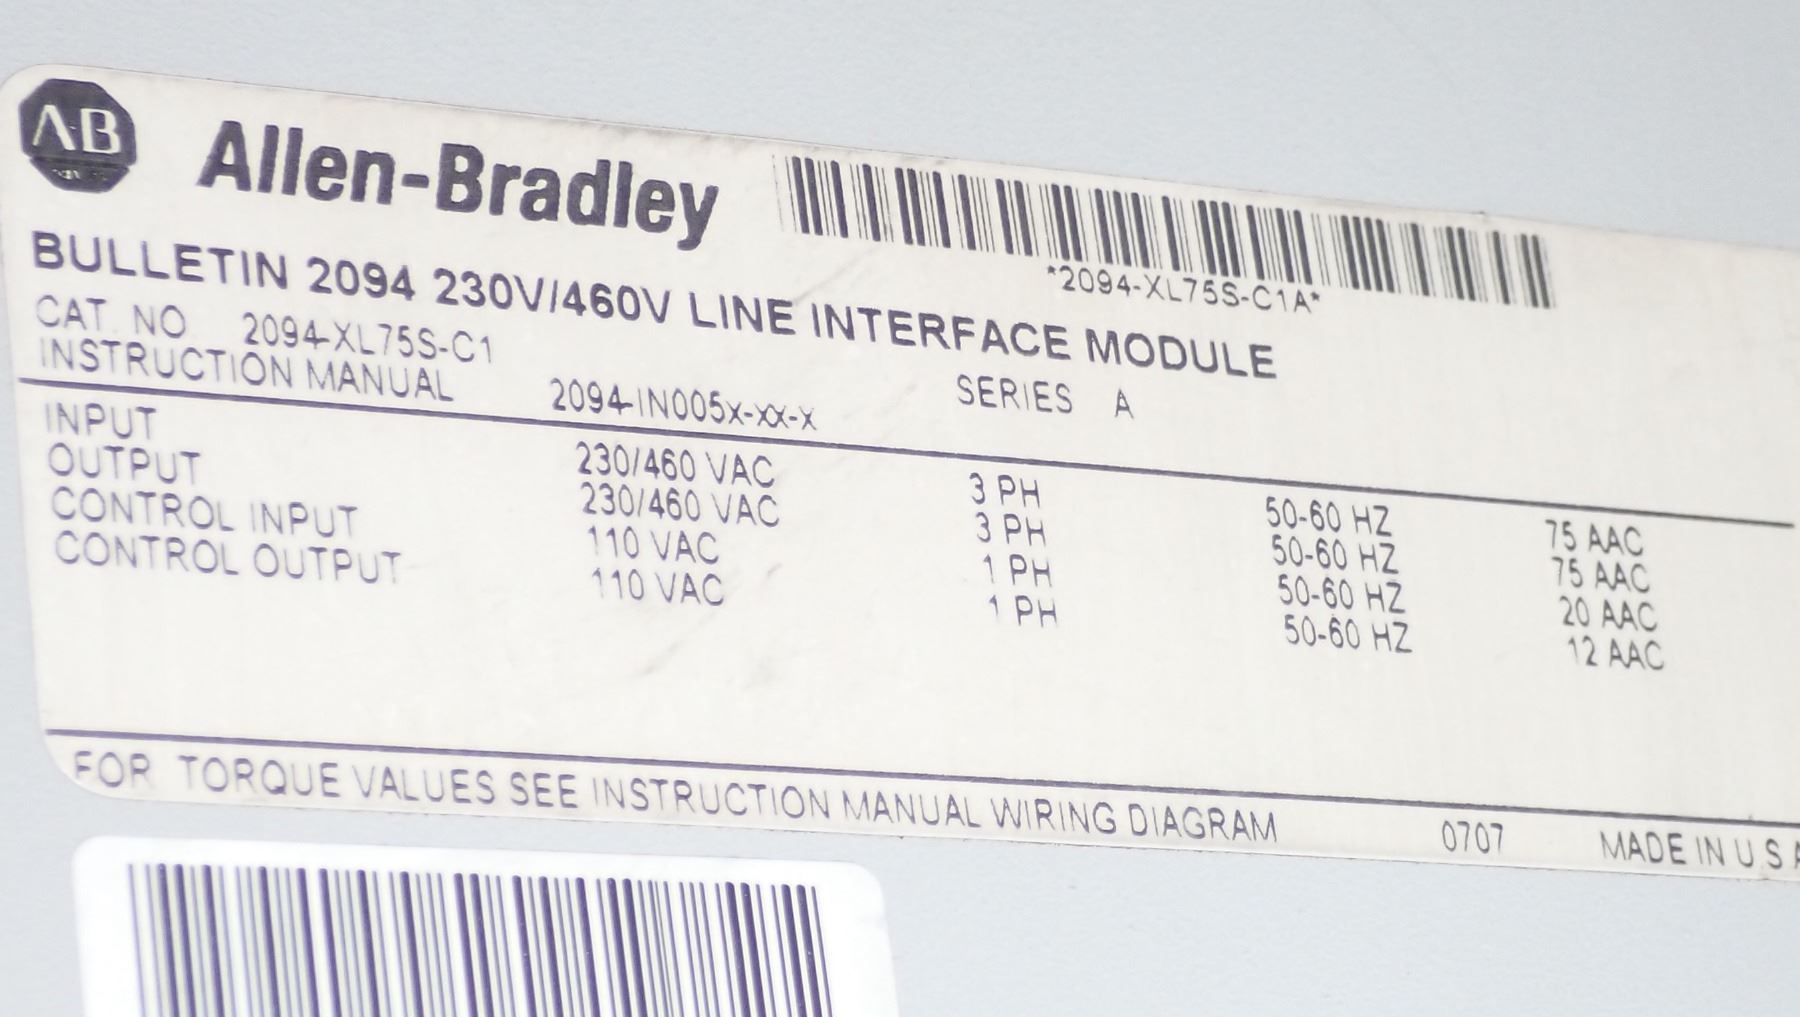 AB
Allen-Bradley
*2094-XL75S-C1A*
BULLETIN 2094 230V/460V LINE INTERFACE MODULE
CAT. NO. 2094-XL75S-C1 SERIES A
INSTRUCTION MANUAL 2094-IN005X-XX-X
INPUT 230/460 VAC 3 PH 50-60 HZ 75 AAC
OUTPUT 230/460 VAC 3 PH 50-60 HZ 75 AAC
CONTROL INPUT 110 VAC 1 PH 50-60 HZ 20 AAC
CONTROL OUTPUT 110 VAC 1 PH 50-60 HZ 12 AAC
FOR TORQUE VALUES SEE INSTRUCTION MANUAL WIRING DIAGRAM 0707 MADE IN U S A